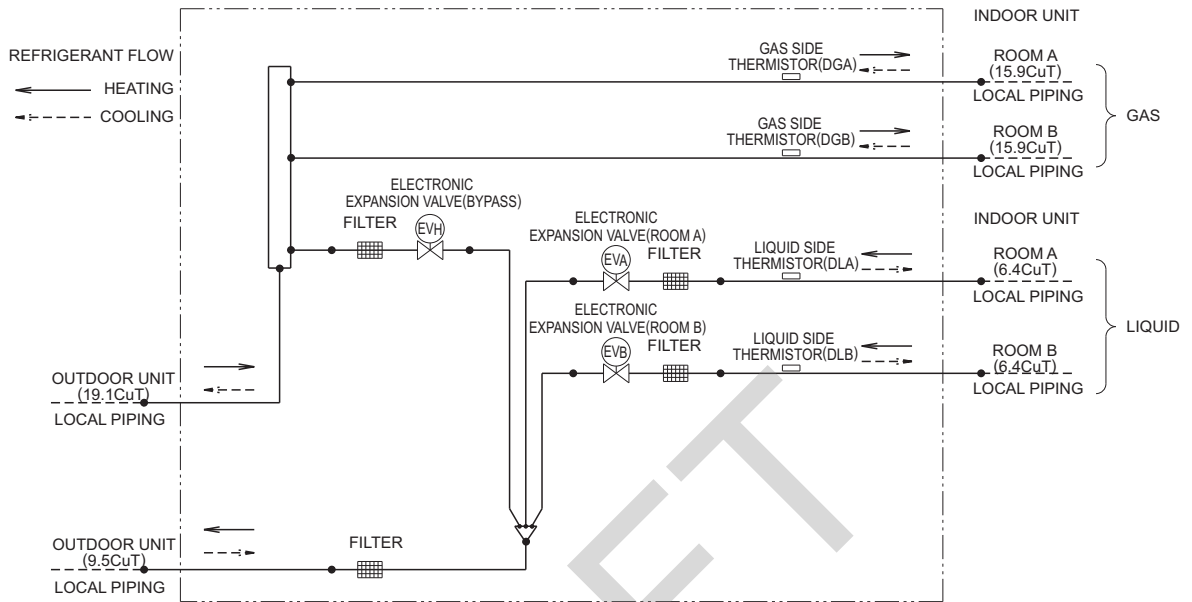 REFRIGERANT FLOW
HEATING
COOLING
GAS SIDE
THERMISTOR(DGA)
INDOOR UNIT
ROOM A
(15.9CuT)
LOCAL PIPING
GAS SIDE
THERMISTOR(DGB)
ROOM B
(15.9CuT)
LOCAL PIPING
GAS
ELECTRONIC
EXPANSION VALVE(BYPASS)
FILTER
EVH
ELECTRONIC
EXPANSION VALVE(ROOM A)
EVA
FILTER
LIQUID SIDE
THERMISTOR(DLA)
INDOOR UNIT
ROOM A
(6.4CuT)
LOCAL PIPING
ELECTRONIC
EXPANSION VALVE(ROOM B)
EVB
FILTER
LIQUID SIDE
THERMISTOR(DLB)
ROOM B
(6.4CuT)
LOCAL PIPING
LIQUID
OUTDOOR UNIT
(19.1CuT)
LOCAL PIPING
OUTDOOR UNIT
(9.5CuT)
LOCAL PIPING
FILTER
ET